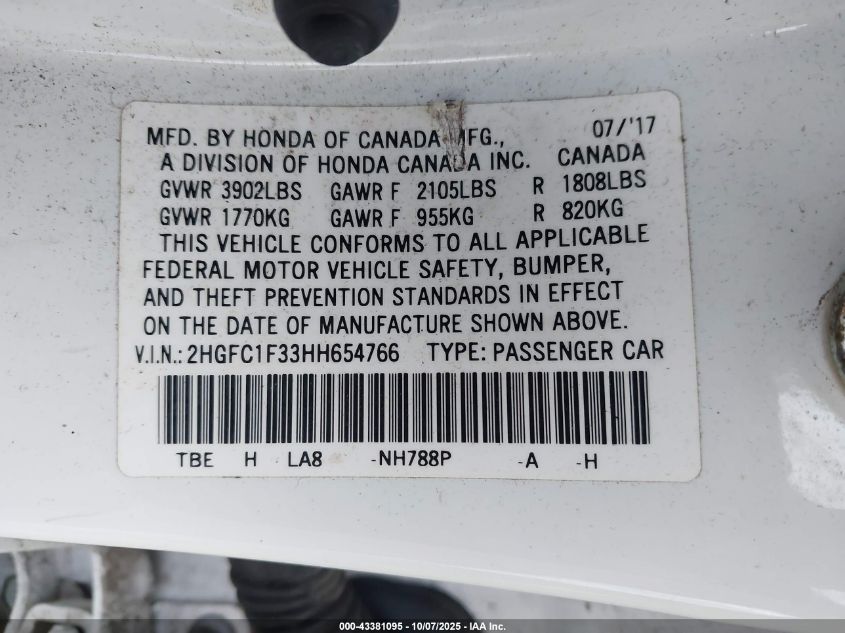 MFD. BY HONDA OF CANADA MFG., 07/'17
A DIVISION OF HONDA CANADA INC. CANADA
GVWR 3902LBS GAWR F 2105LBS R 1808LBS
GVWR 1770KG GAWR F 955KG R 820KG
THIS VEHICLE CONFORMS TO ALL APPLICABLE
FEDERAL MOTOR VEHICLE SAFETY, BUMPER,
AND THEFT PREVENTION STANDARDS IN EFFECT
ON THE DATE OF MANUFACTURE SHOWN ABOVE.
V.I.N.: 2HGFC1F33HH654766 TYPE: PASSENGER CAR
TBE H LA8 -NH788P -A -H
000-43381095 - 10/07/2025 - IAA Inc.